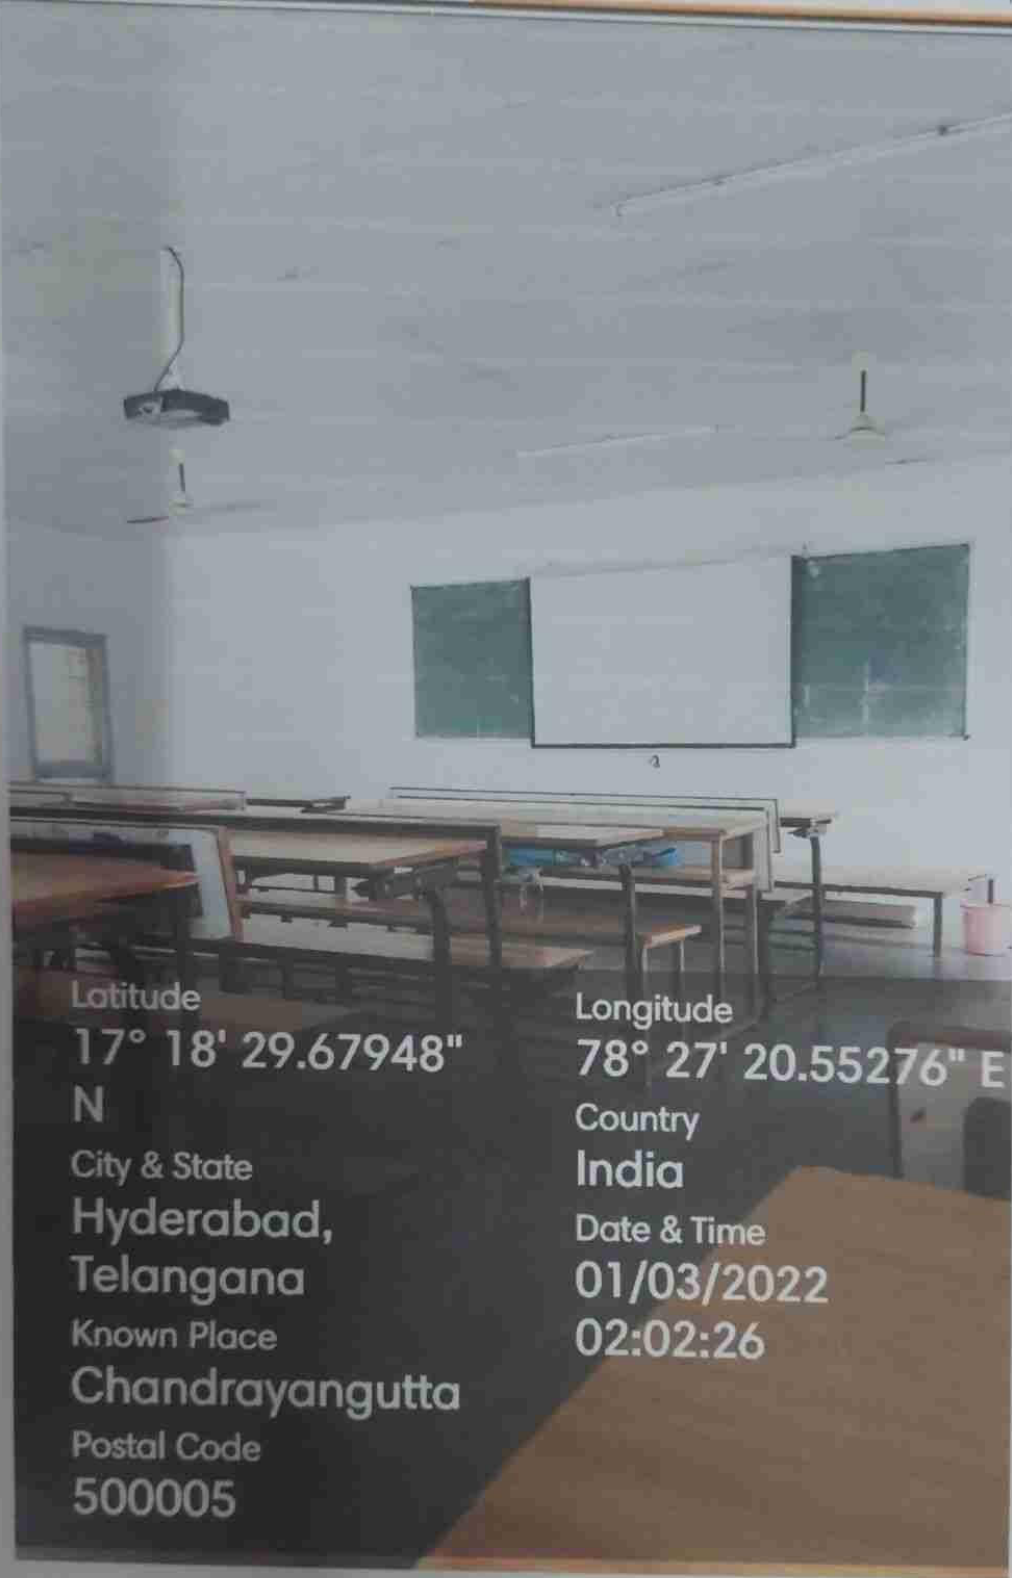 Latitude
17° 18' 29.67948"
N
City & State
Hyderabad,
Telangana
Known Place
Chandrayangutta
Postal Code
500005
Longitude
78° 27' 20.55276" E
Country
India
Date & Time
01/03/2022
02:02:26